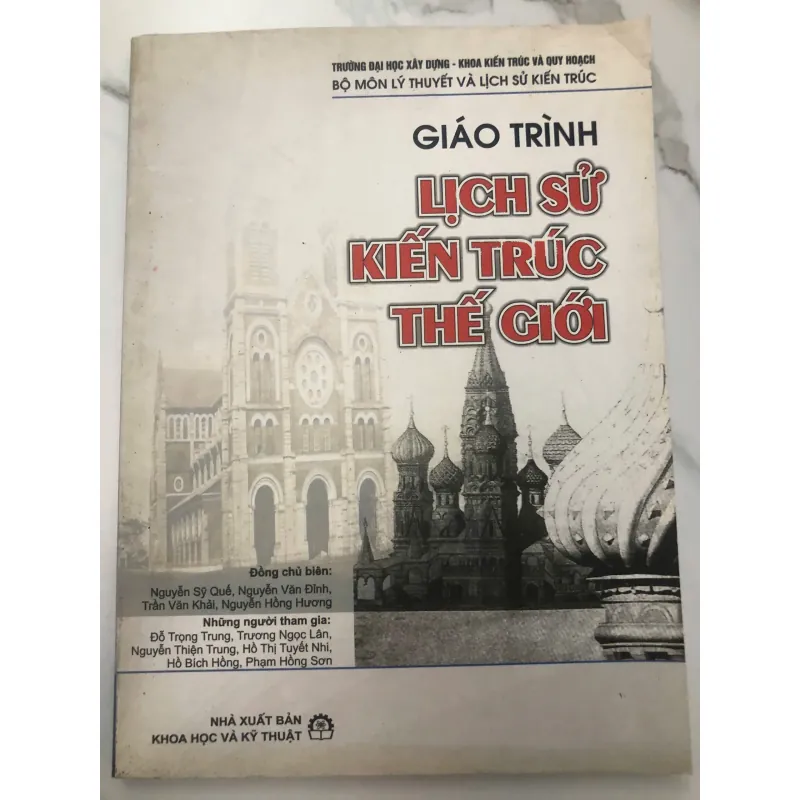 TRƯỜNG ĐẠI HỌC XÂY DỰNG - KHOA KIẾN TRÚC VÀ QUY HOẠCH
BỘ MÔN LÝ THUYẾT VÀ LỊCH SỬ KIẾN TRÚC
GIÁO TRÌNH
LỊCH SỬ
KIẾN TRÚC
THẾ GIỚI
Đồng chủ biên:
Nguyễn Sỹ Quế, Nguyễn Văn Đỉnh,
Trần Văn Khải, Nguyễn Hồng Hương
Những người tham gia:
Đỗ Trọng Trung, Trương Ngọc Lân,
Nguyễn Thiện Trung, Hồ Thị Tuyết Nhi,
Hồ Bích Hồng, Phạm Hồng Sơn
NHÀ XUẤT BẢN
KHOA HỌC VÀ KỸ THUẬT